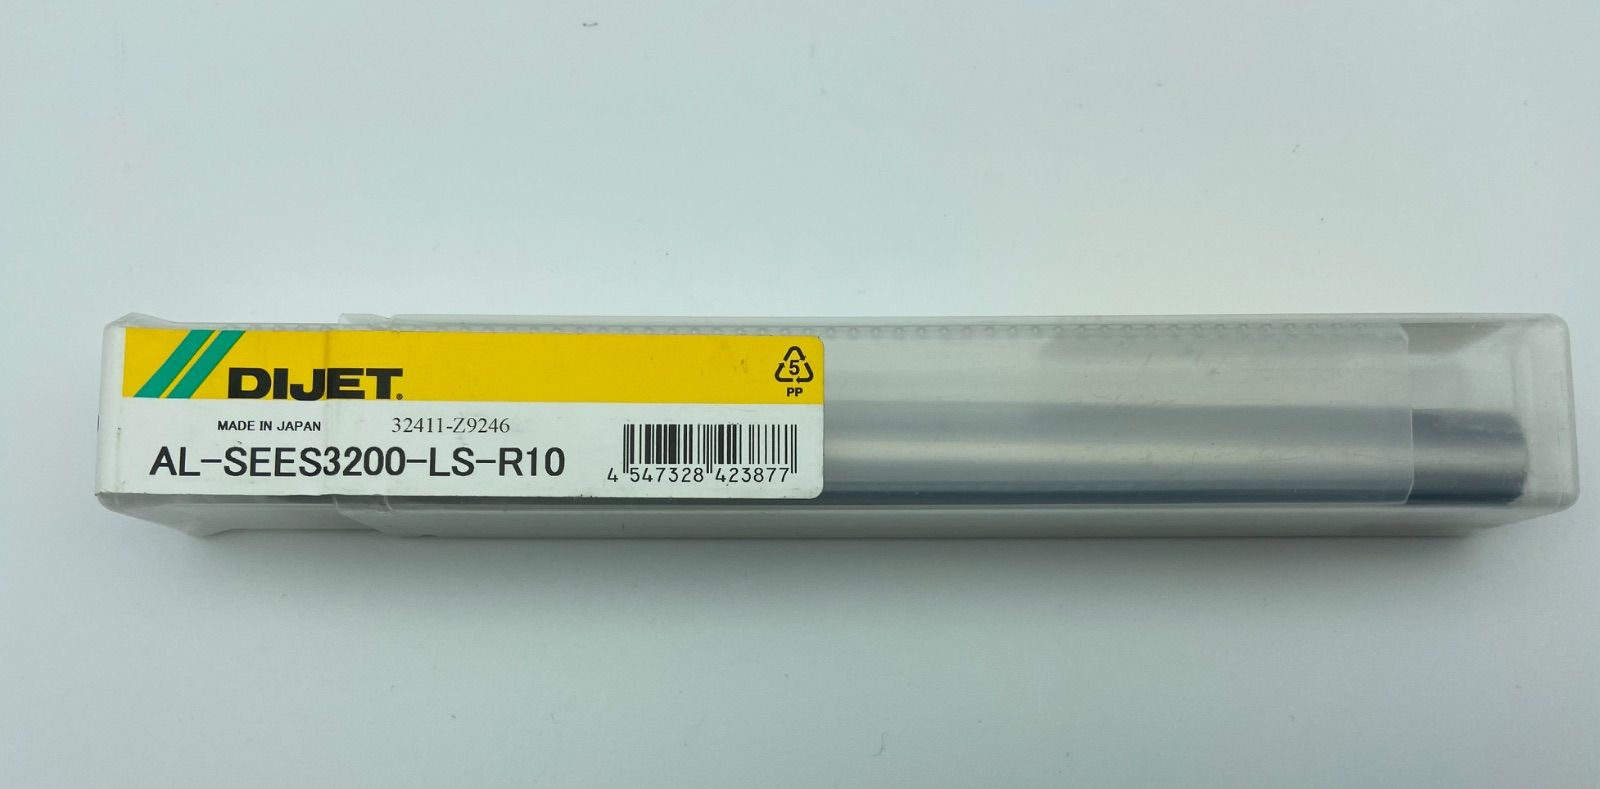 DIJET®
5
PP
MADE IN JAPAN 32411-Z9246
AL-SEES3200-LS-R10
4 547328 423877